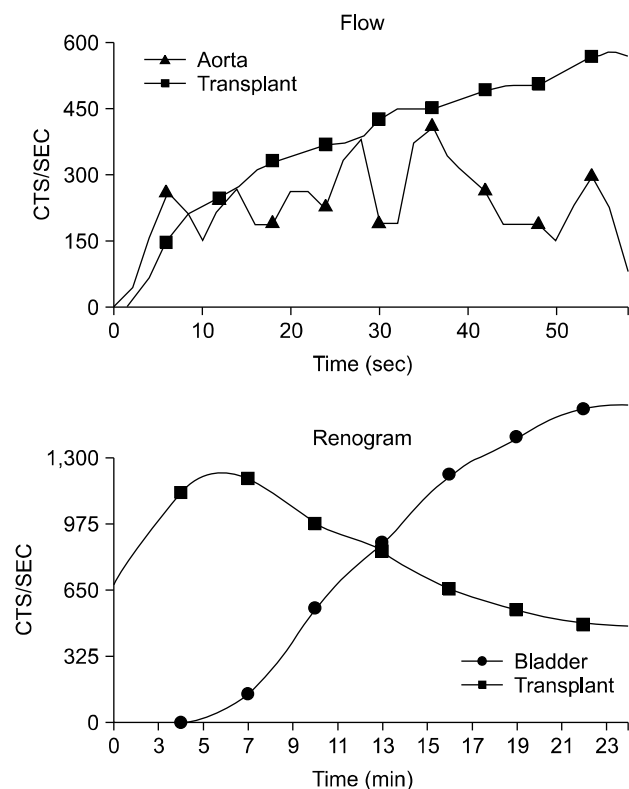 Flow
600
450
300
150
0
CTS/SEC
Aorta
Transplant
0 10 20 30 40 50
Time (sec)
Renogram
1,300
975
650
325
0
CTS/SEC
Bladder
Transplant
0 3 5 7 9 11 13 15 17 19 22 23
Time (min)